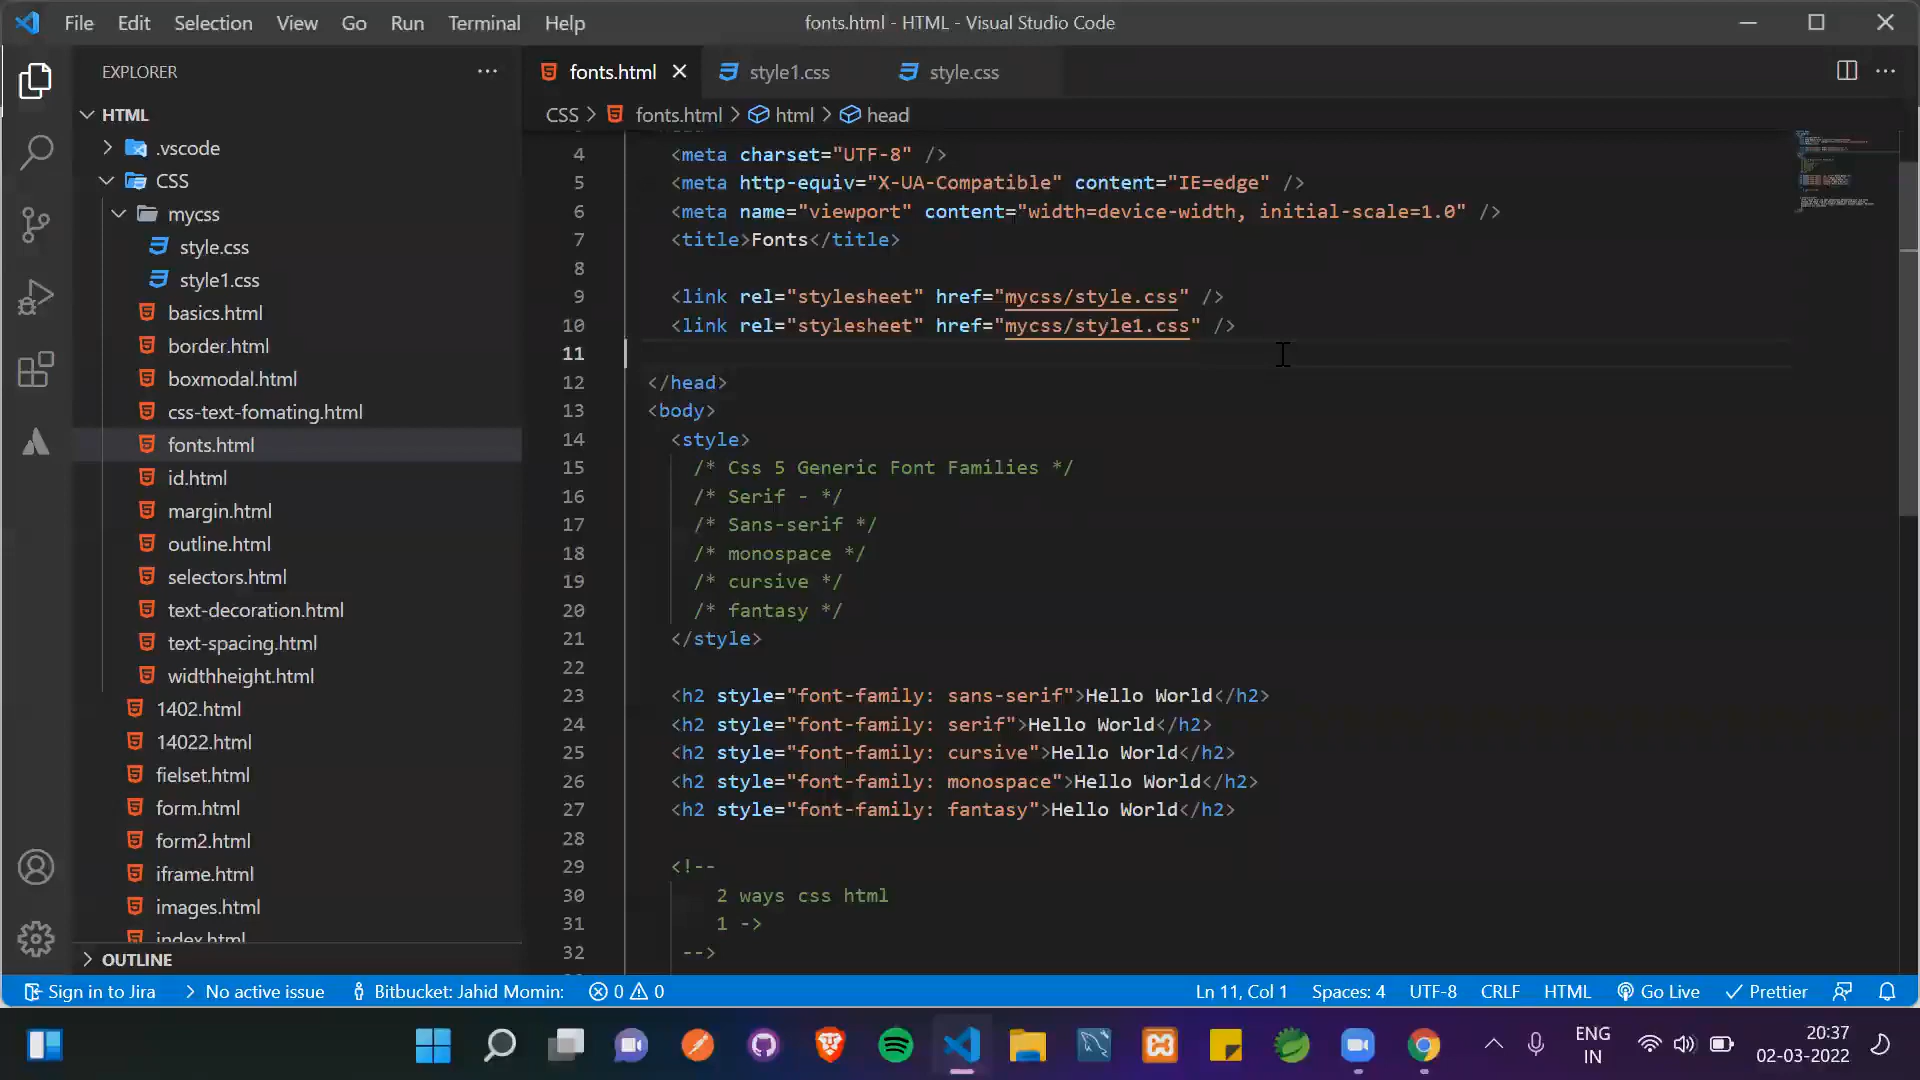 File Edit Selection View Go Run Terminal Help
fonts.html - HTML - Visual Studio Code
EXPLORER
HTML
.vscode
CSS
mycss
style.css
style1.css
basics.html
border.html
boxmodal.html
css-text-fomating.html
fonts.html
id.html
margin.html
outline.html
selectors.html
text-decoration.html
text-spacing.html
widthheight.html
1402.html
14022.html
fielset.html
form.html
form2.html
iframe.html
images.html
index.html
OUTLINE
fonts.html style1.css style.css
CSS > fonts.html > html > head
4 <meta charset="UTF-8" />
5 <meta http-equiv="X-UA-Compatible" content="IE=edge" />
6 <meta name="viewport" content="width=device-width, initial-scale=1.0" />
7 <title>Fonts</title>
8
9 <link rel="stylesheet" href="mycss/style.css" />
10 <link rel="stylesheet" href="mycss/style1.css" />
11
12 </head>
13 <body>
14 <style>
15 /* Css 5 Generic Font Families */
16 /* Serif - */
17 /* Sans-serif */
18 /* monospace */
19 /* cursive */
20 /* fantasy */
21 </style>
22
23 <h2 style="font-family: sans-serif">Hello World</h2>
24 <h2 style="font-family: serif">Hello World</h2>
25 <h2 style="font-family: cursive">Hello World</h2>
26 <h2 style="font-family: monospace">Hello World</h2>
27 <h2 style="font-family: fantasy">Hello World</h2>
28
29 <!--
30 2 ways css html
31 1 ->
32 -->
Sign in to Jira No active issue Bitbucket: Jahid Momin: 0 0 Ln 11, Col 1 Spaces: 4 UTF-8 CRLF HTML Go Live Prettier
ENG
IN
20:37
02-03-2022